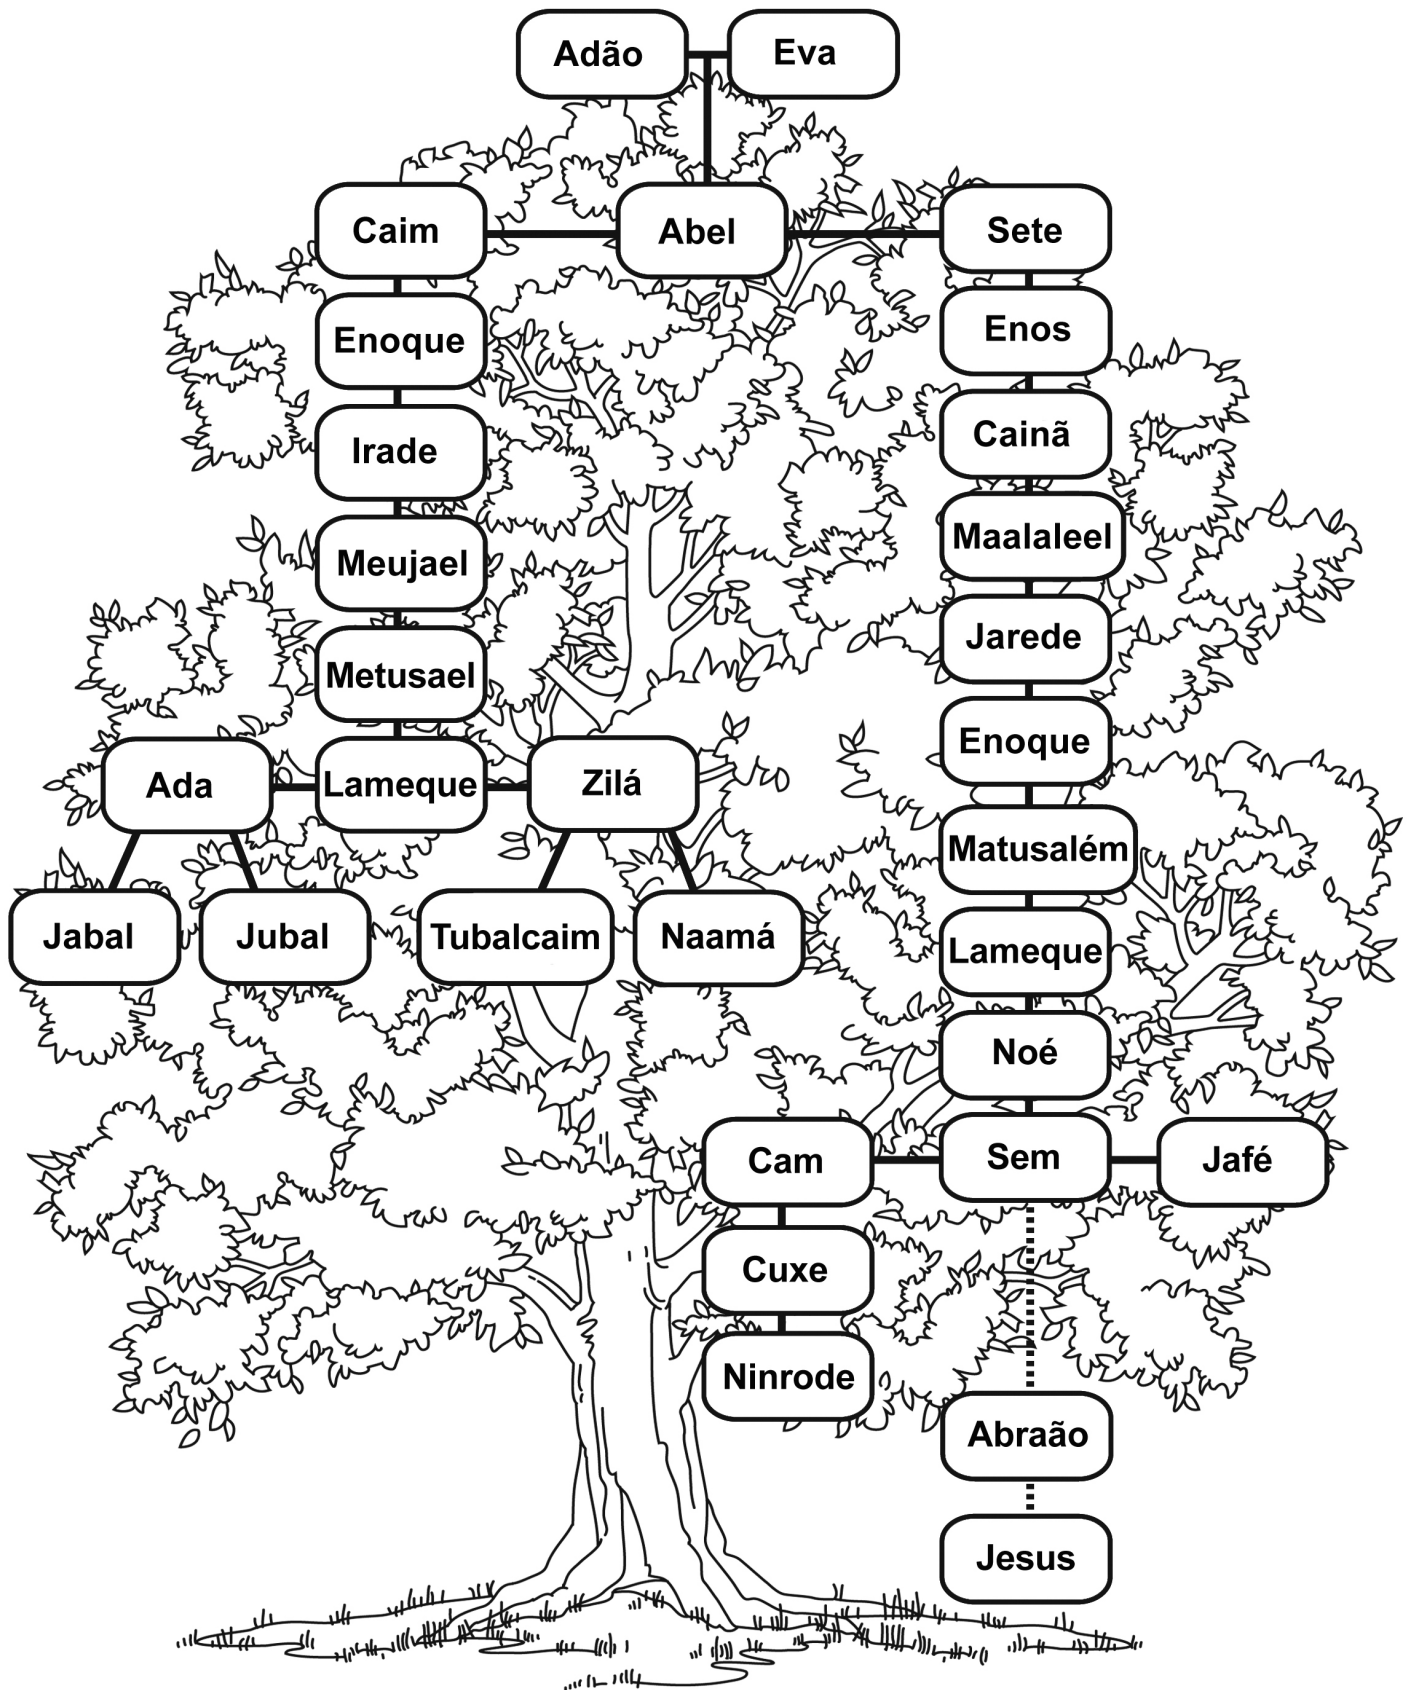 Adão
Eva
Caim
Abel
Sete
Enoque
Enos
Irade
Cainã
Meujael
Maalaleel
Metusael
Jarede
Ada
Lameque
Zilá
Enoque
Matusalém
Jabal
Jubal
Tubalcaim
Naamá
Lameque
Noé
Cam
Sem
Jafé
Cuxe
Ninrode
Abraão
Jesus